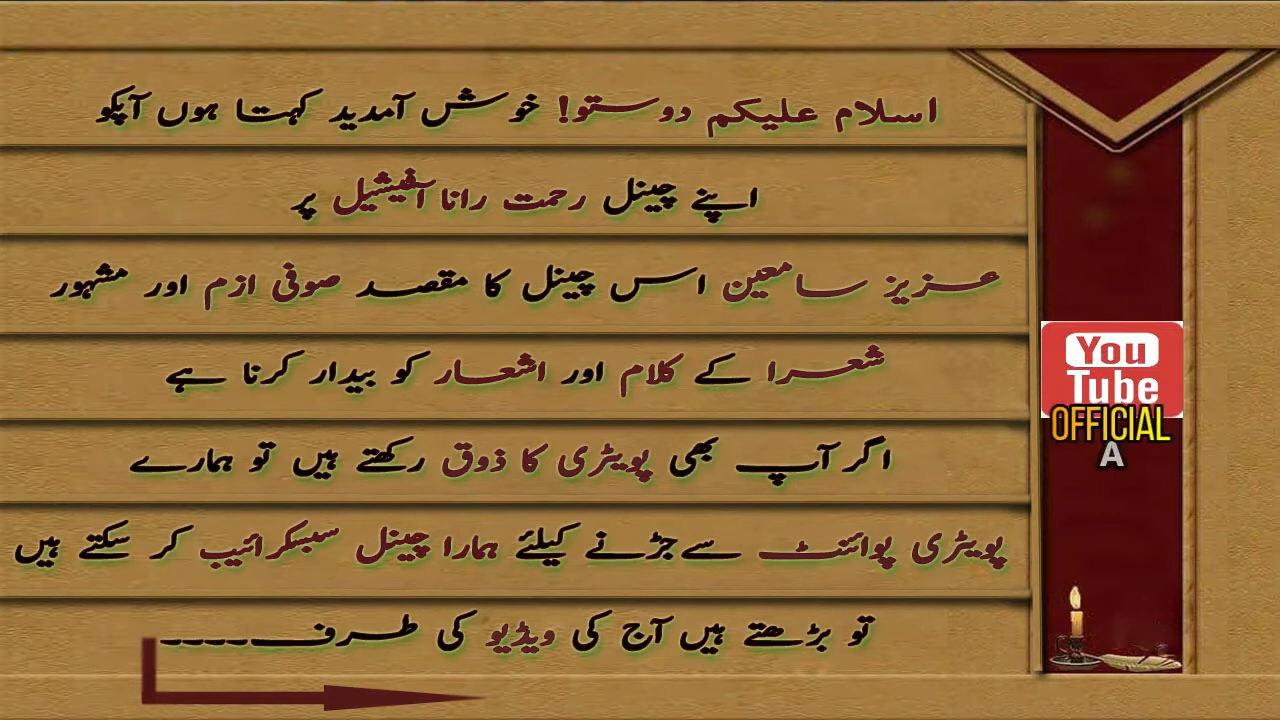 اسلام علیکم دوستو! خوش آمدید کہتا ہوں آپکو
اپنے چینل رحمت رانا آفیشیل پر
عزیز سامعین اس چینل کا مقصد صوفی ازم اور مشہور
شعرا کے کلام اور اشعار کو بیدار کرنا ہے
اگر آپ بھی پویٹری کا ذوق رکھتے ہیں تو ہمارے
پویٹری پوائنٹ سے جڑنے کیلئے ہمارا چینل سبسکرائیب کر سکتے ہیں
تو بڑھتے ہیں آج کی ویڈیو کی طرف۔۔۔۔
You
Tube
OFFICIAL
A